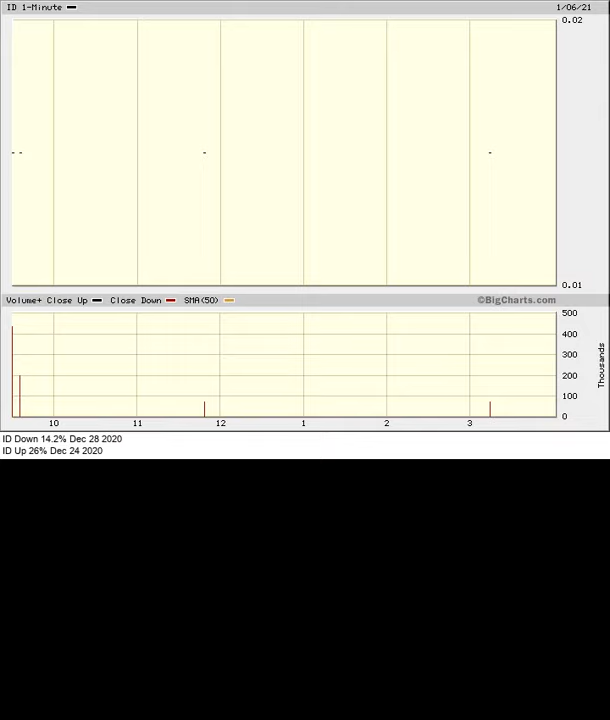 ID 1-Minute 1/06/21
0.02
0.01
Volume+ Close Up Close Down SMA(50) ©BigCharts.com
500
400
300
200
100
0
Thousands
10 11 12 1 2 3
ID Down 14.2% Dec 28 2020
ID Up 26% Dec 24 2020